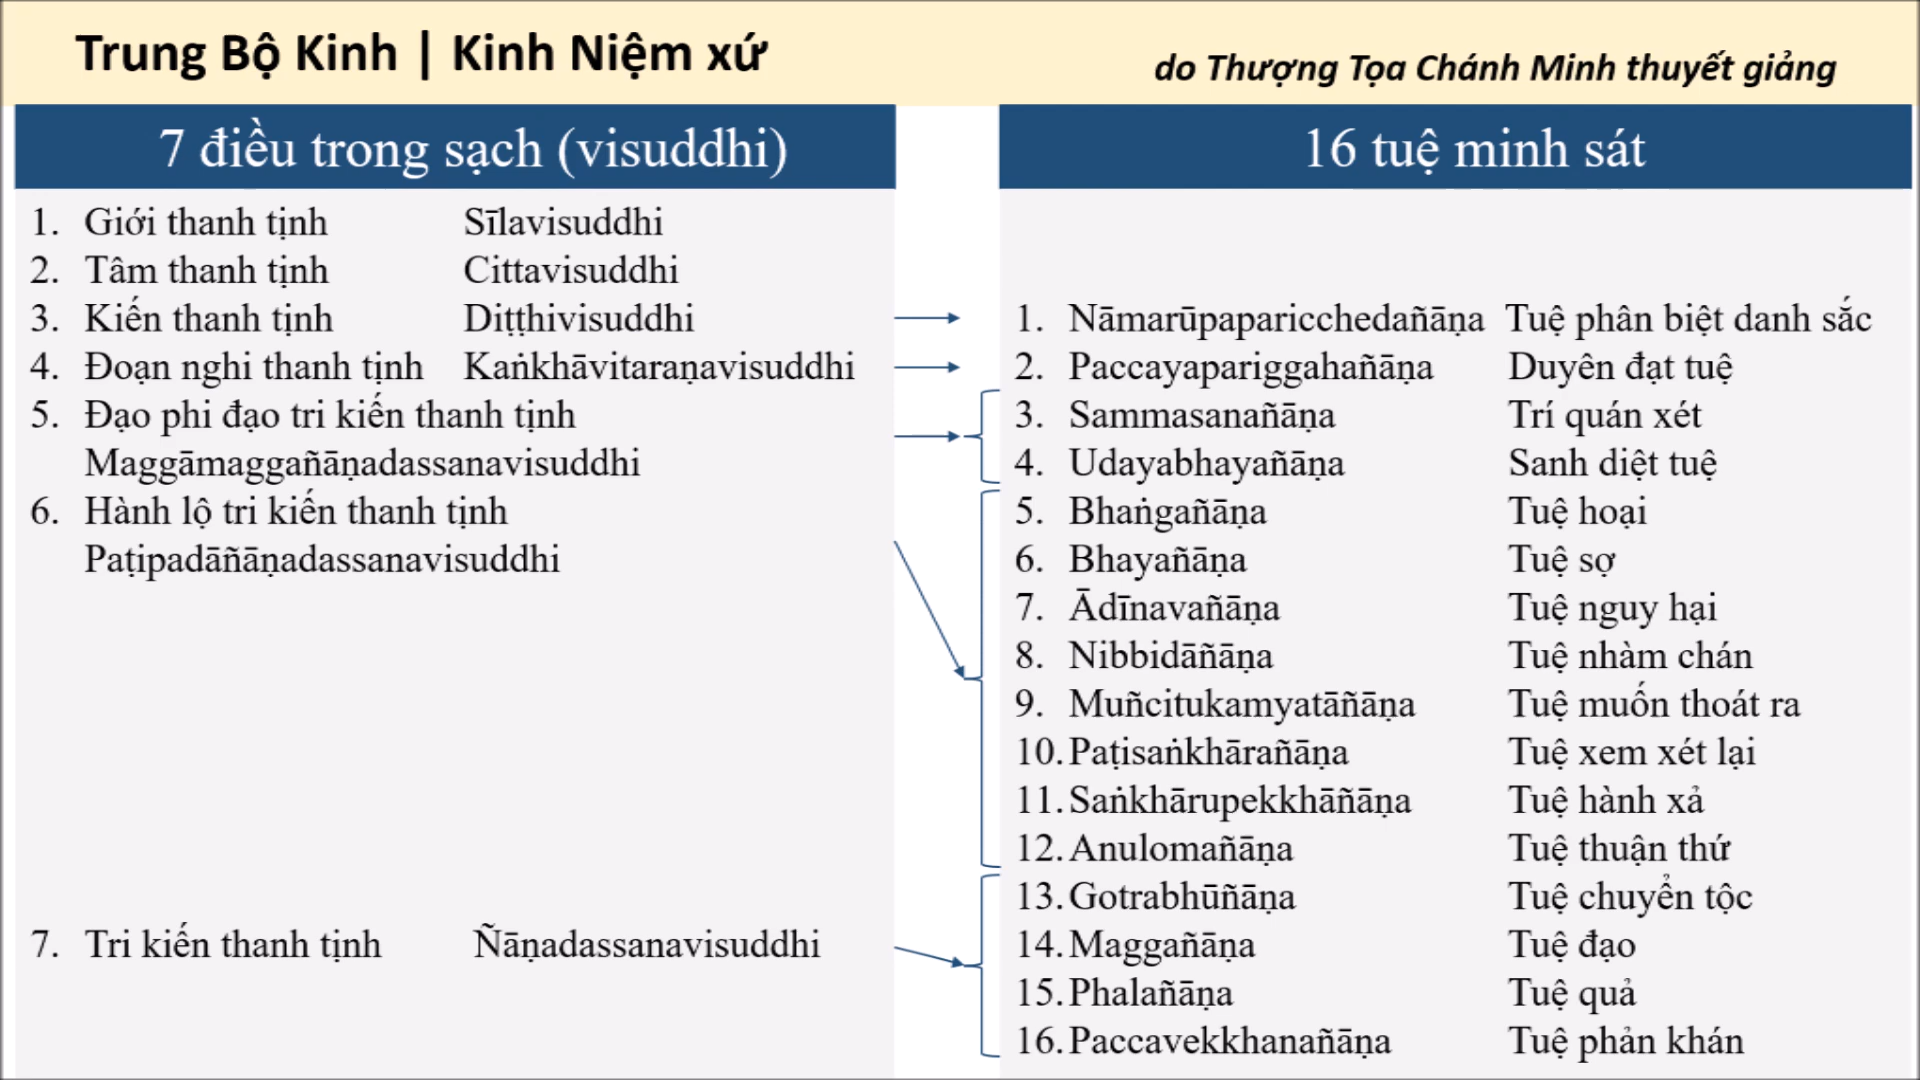 Trung Bộ Kinh | Kinh Niệm xứ
do Thượng Tọa Chánh Minh thuyết giảng
7 điều trong sạch (visuddhi)
1. Giới thanh tịnh Sīlavisuddhi
2. Tâm thanh tịnh Cittavisuddhi
3. Kiến thanh tịnh Diṭṭhivisuddhi
4. Đoạn nghi thanh tịnh Kaṅkhāvitaraṇavisuddhi
5. Đạo phi đạo tri kiến thanh tịnh
Maggāmaggañāṇadassanavisuddhi
6. Hành lộ tri kiến thanh tịnh
Paṭipadāñāṇadassanavisuddhi
7. Tri kiến thanh tịnh Ñāṇadassanavisuddhi
16 tuệ minh sát
1. Nāmarūpaparicchedañāṇa Tuệ phân biệt danh sắc
2. Paccayapariggahañāṇa Duyên đạt tuệ
3. Sammasanañāṇa Trí quán xét
4. Udayabhayañāṇa Sanh diệt tuệ
5. Bhaṅgañāṇa Tuệ hoại
6. Bhayañāṇa Tuệ sợ
7. Ādīnavañāṇa Tuệ nguy hại
8. Nibbidāñāṇa Tuệ nhàm chán
9. Muñcitukamyatāñāṇa Tuệ muốn thoát ra
10. Paṭisaṅkhārañāṇa Tuệ xem xét lại
11. Saṅkhārupekkhāñāṇa Tuệ hành xả
12. Anulomañāṇa Tuệ thuận thứ
13. Gotrabhūñāṇa Tuệ chuyển tộc
14. Maggañāṇa Tuệ đạo
15. Phalañāṇa Tuệ quả
16. Paccavekkhanañāṇa Tuệ phản khán